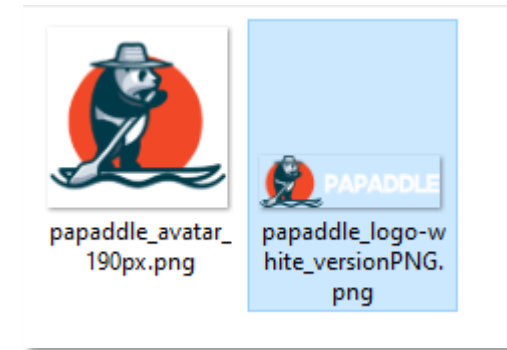 PAPADDLE
papaddle_avatar_
190px.png
papaddle_logo-w
hite_versionPNG.
png